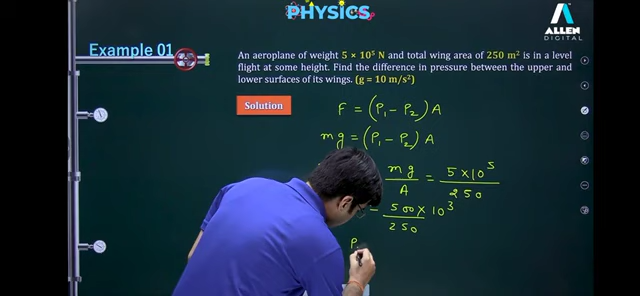 PHYSICS
ALLEN
DIGITAL
Example 01
An aeroplane of weight 5 × 10⁵ N and total wing area of 250 m² is in a level
flight at some height. Find the difference in pressure between the upper and
lower surfaces of its wings. (g = 10 m/s²)
Solution
F = (P₁ − P₂) A
mg = (P₁ − P₂) A
mg/A = 5 × 10⁵/250
= 500 × 10³/250
P